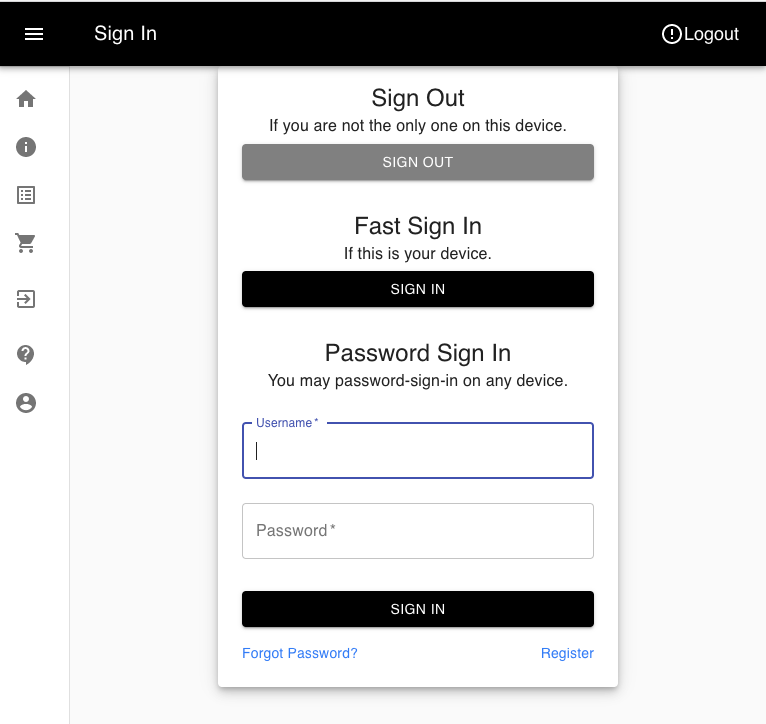 Sign In
Logout
Sign Out
If you are not the only one on this device.
SIGN OUT
Fast Sign In
If this is your device.
SIGN IN
Password Sign In
You may password-sign-in on any device.
Username *
Password *
SIGN IN
Forgot Password?
Register